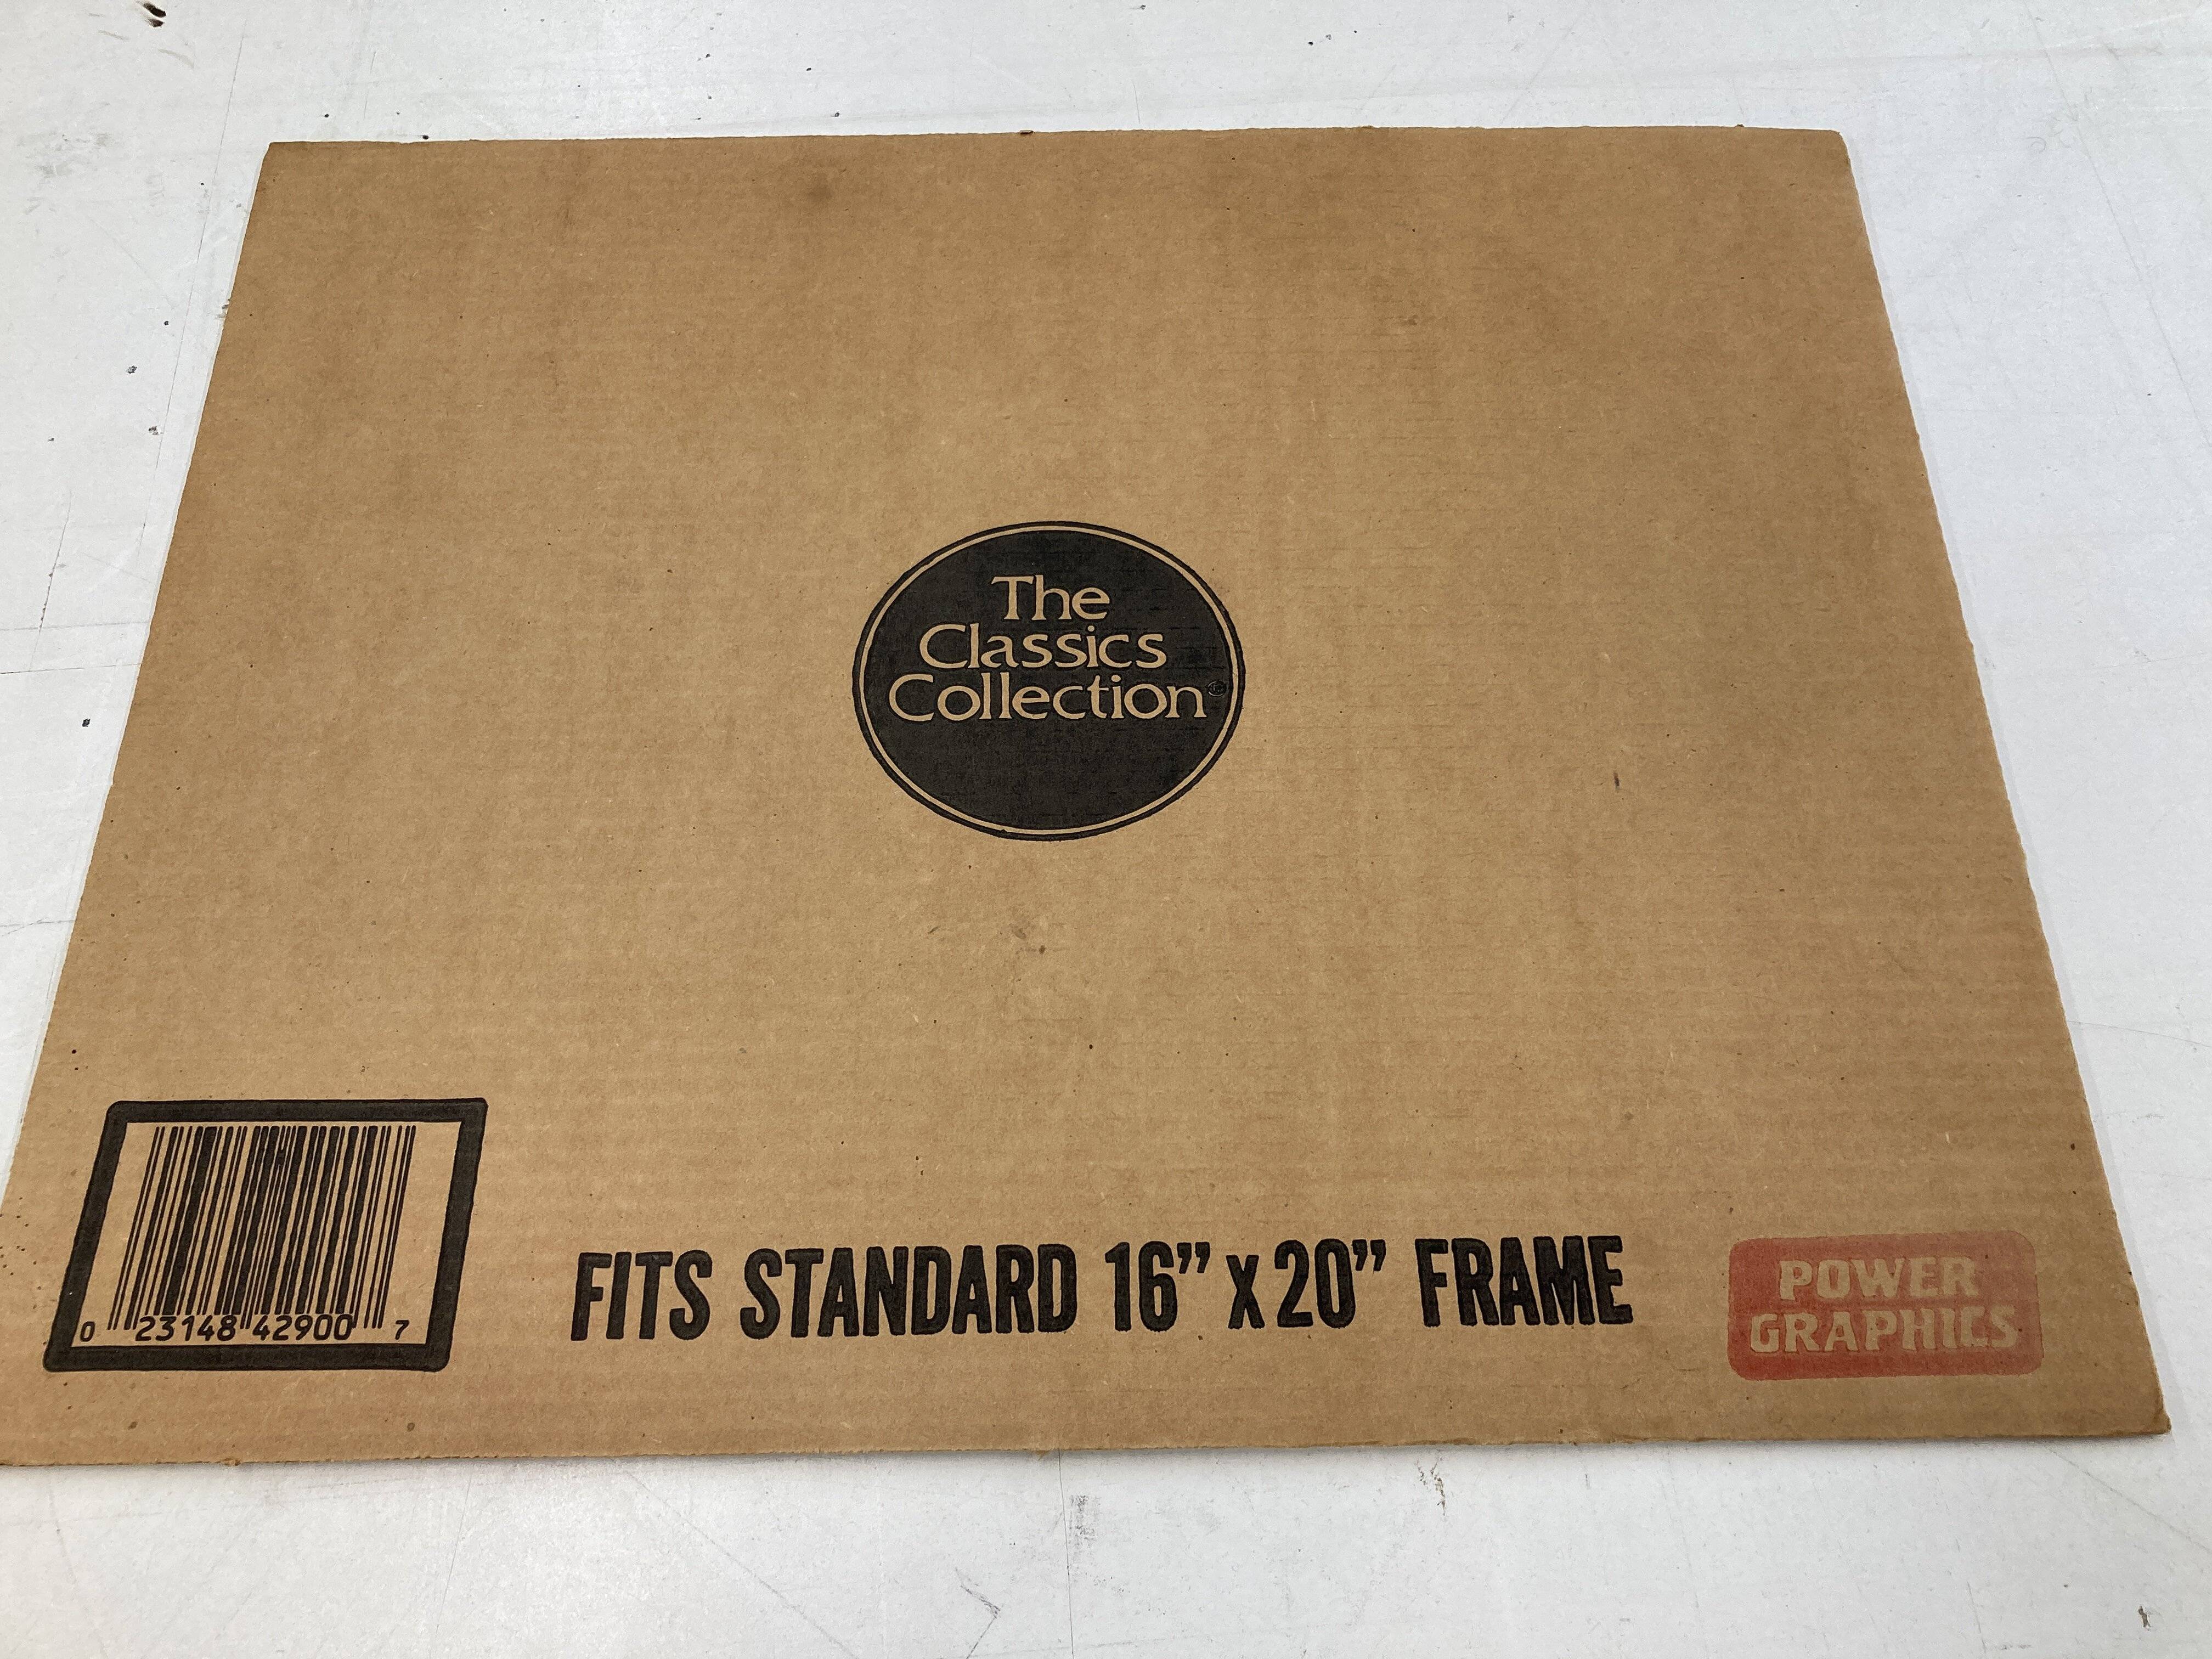 The
Classics
Collection®
0 23148 42900 7
FITS STANDARD 16” x 20” FRAME
POWER
GRAPHICS